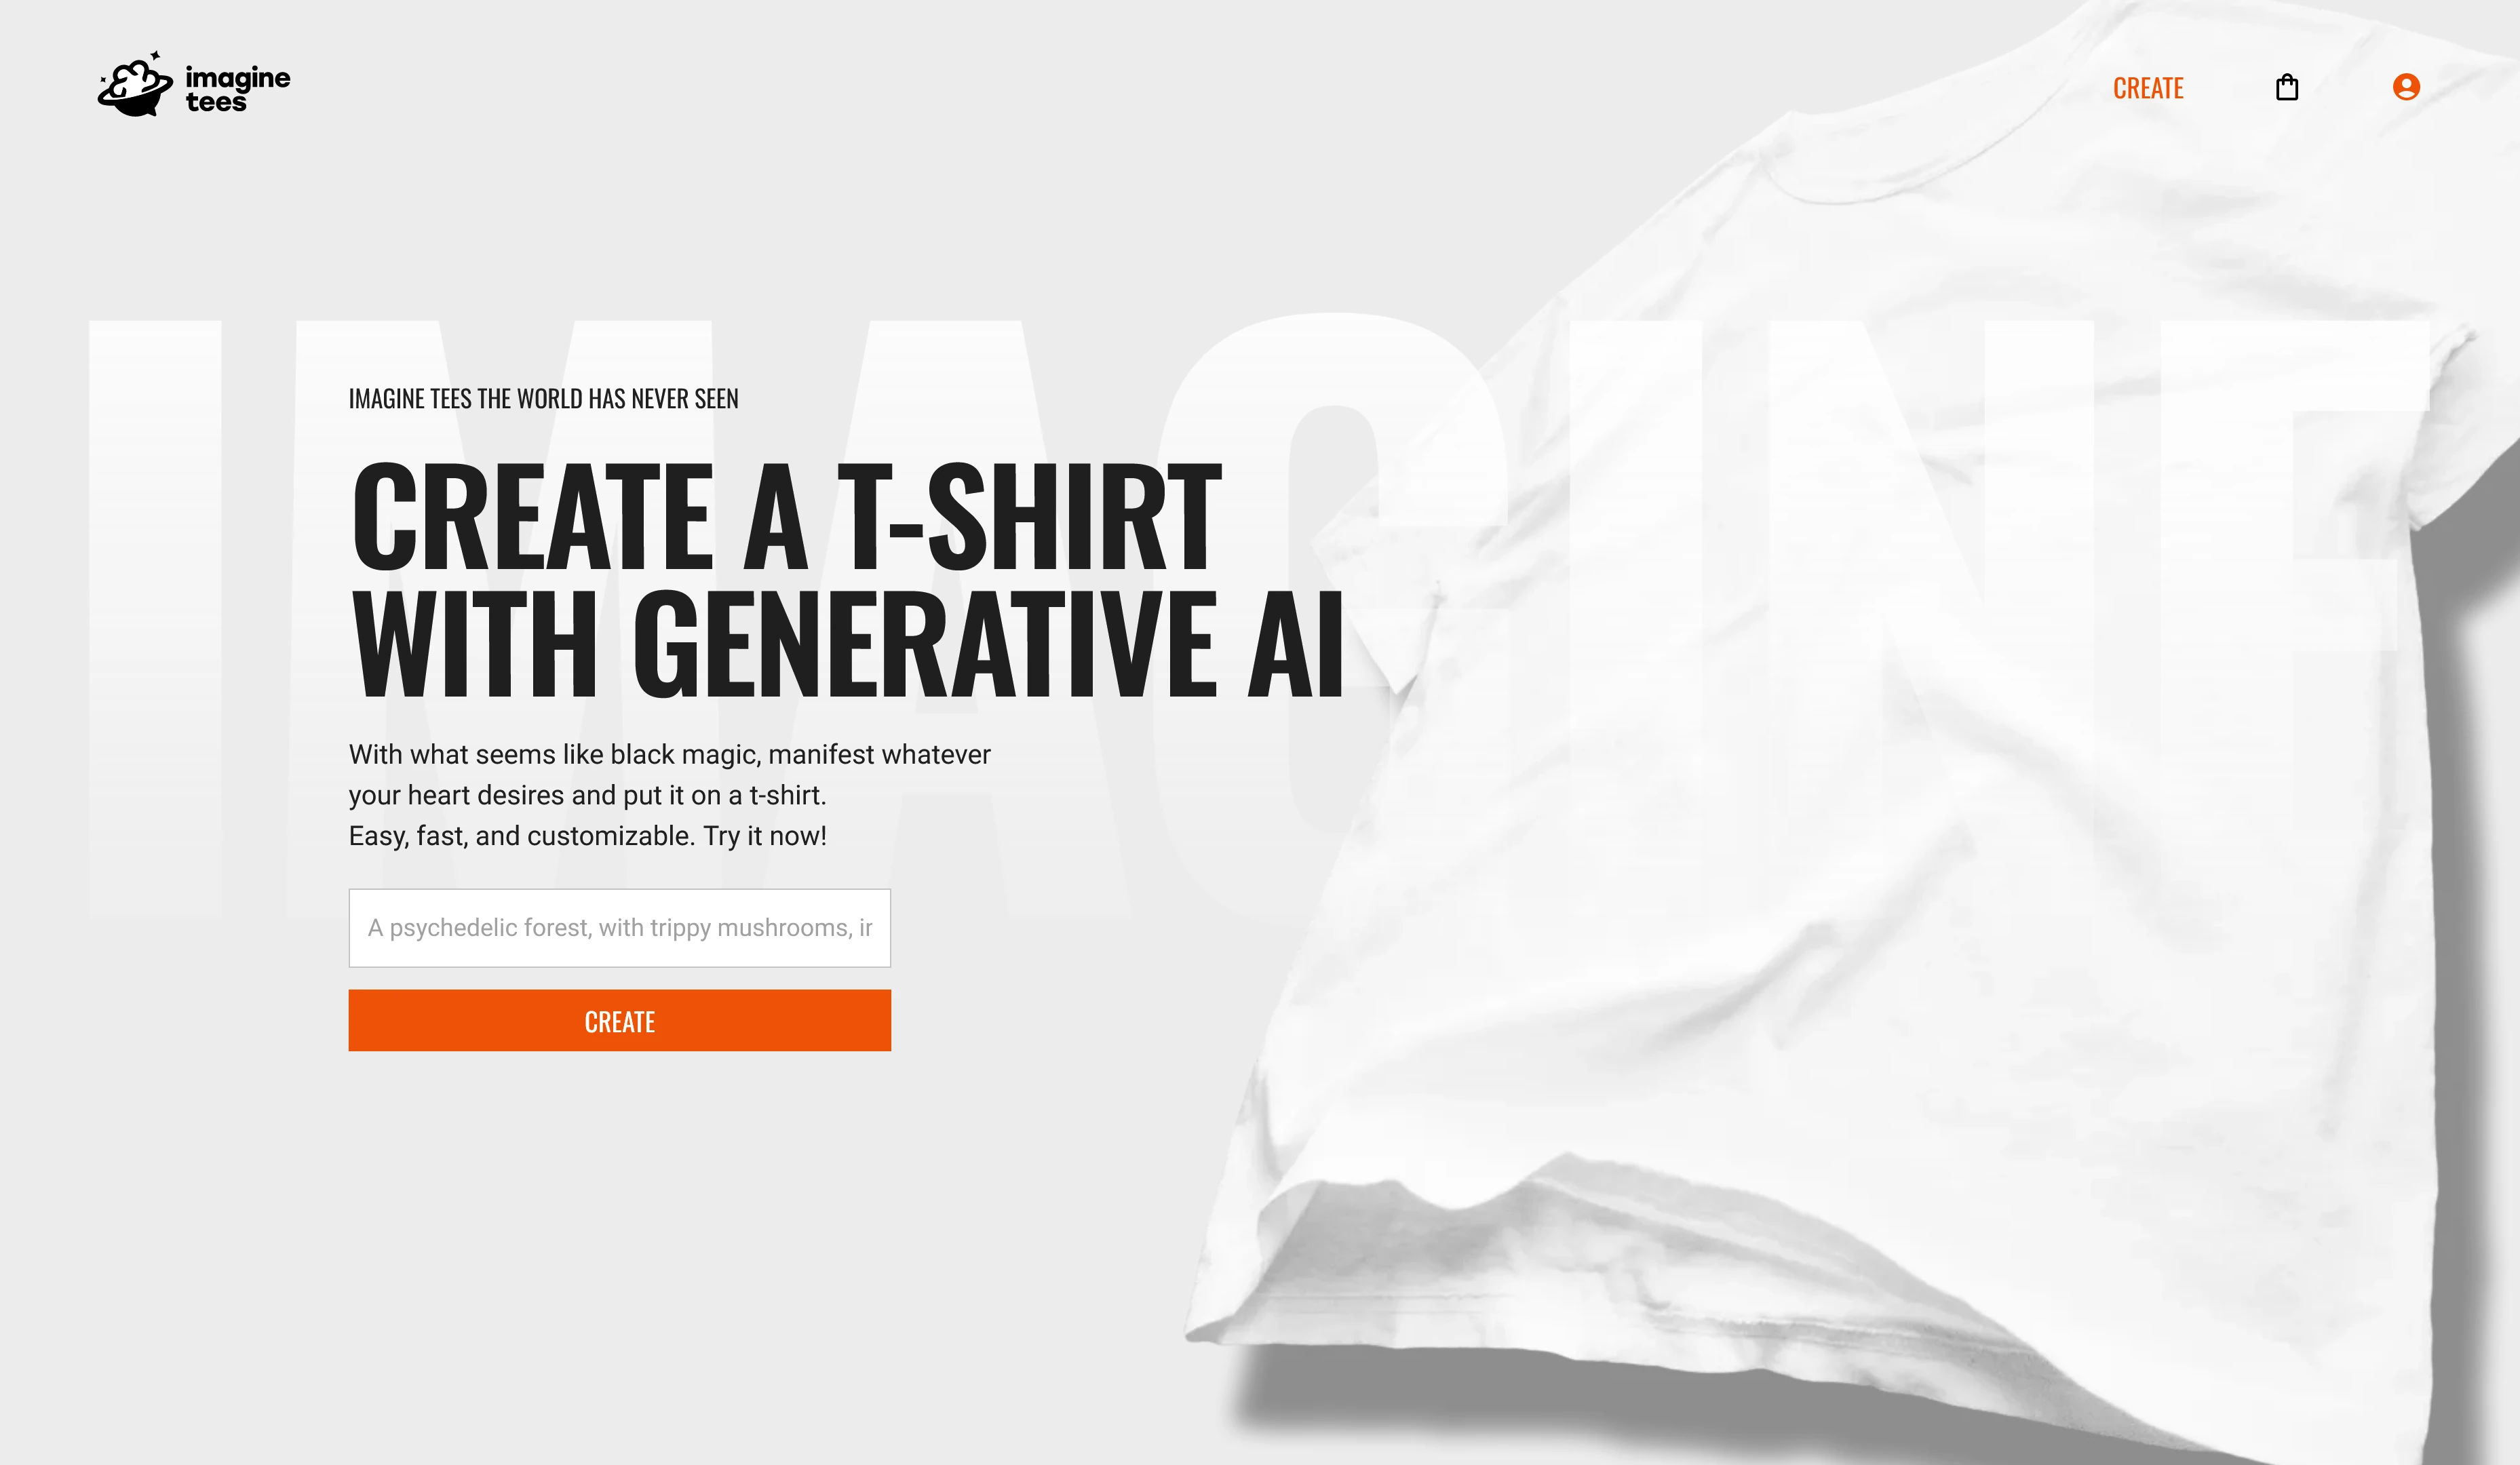 imagine
tees
CREATE
IMAGINE
IMAGINE TEES THE WORLD HAS NEVER SEEN
CREATE A T-SHIRT
WITH GENERATIVE AI
With what seems like black magic, manifest whatever
your heart desires and put it on a t-shirt.
Easy, fast, and customizable. Try it now!
A psychedelic forest, with trippy mushrooms,
CREATE